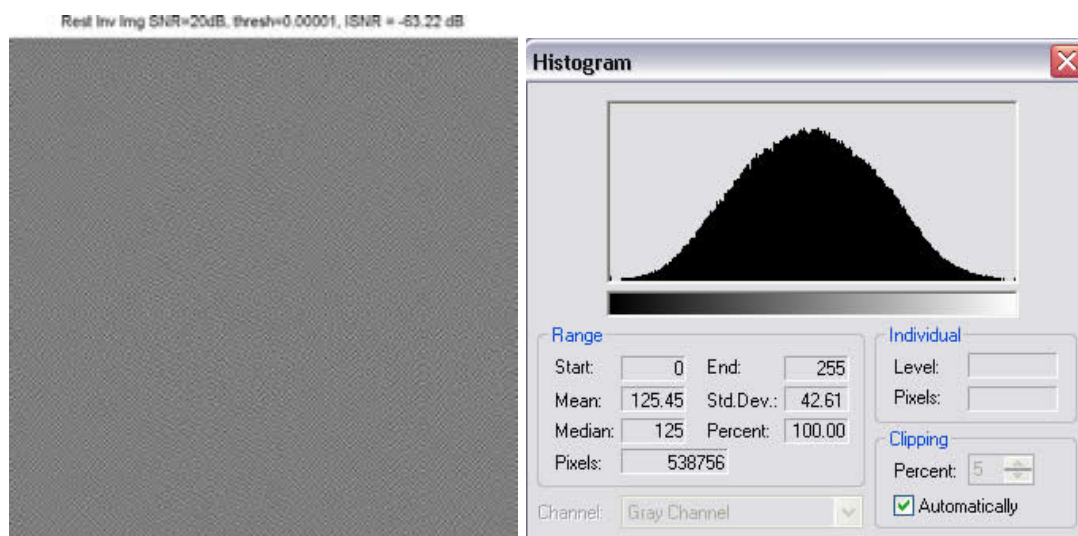 Rest Inv Img SNR=20dB, thresh=0.00001, ISNR = -63.22 dB
Histogram
Range
Start: 0 End: 255
Mean: 125.45 Std.Dev.: 42.61
Median: 125 Percent: 100.00
Pixels: 538756
Individual
Level:
Pixels:
Clipping
Percent: 5
Automatically
Channel: Gray Channel